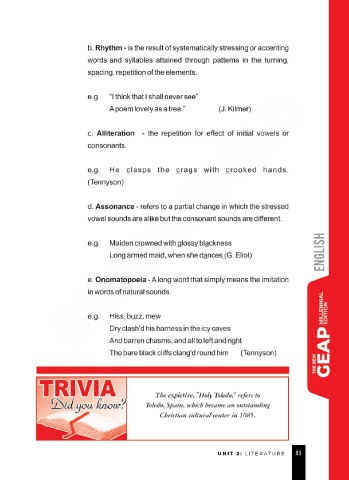 b. Rhythm - is the result of systematically stressing or accenting
words and syllables attained through patterns in the turning,
spacing, repetition of the elements.
e.g. "I think that I shall never see"
A poem lovely as a tree." (J. Kilmer)
c. Alliteration - the repetition for effect of initial vowels or
consonants.
e.g. He clasps the crags with crooked hands.
(Tennyson)
d. Assonance - refers to a partial change in which the stressed
vowel sounds are alike but the consonant sounds are different.
e.g. Maiden crowned with glossy blackness
Long armed maid, when she dances,(G. Eliot)
e. Onomatopoeia - A long word that simply means the imitation
in words of natural sounds.
e.g. Hiss, buzz, mew
Dry clash'd his harness in the icy caves
And barren chasms, and all to left and right
The bare black cliffs clang'd round him (Tennyson)
ENGLISH
THE NEW GEAP MILLENNIAL EDITION
TRIVIA
Did you know?
The expletive, "Holy Toledo," refers to
Toledo, Spain, which became an outstanding
Christian cultural center in 1085.
UNIT 2: LITERATURE 83